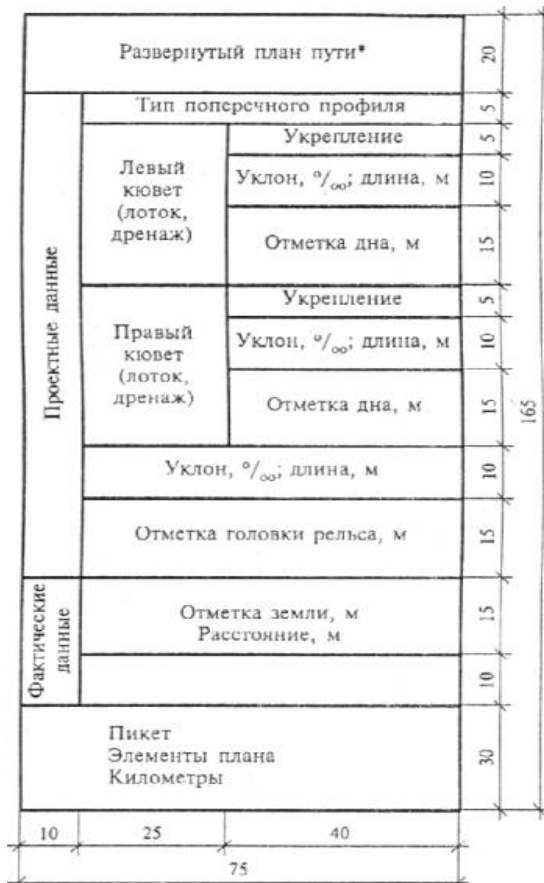 Развернутый план пути*
20
Тип поперечного профиля
5
Левый
кювет
(лоток,
дренаж)
Укрепление
5
Уклон, ‰; длина, м
10
Отметка дна, м
15
Проектные данные
Правый
кювет
(лоток,
дренаж)
Укрепление
5
Уклон, ‰; длина, м
10
Отметка дна, м
15
165
Уклон, ‰; длина, м
10
Отметка головки рельса, м
15
Фактические
данные
Отметка земли, м
Расстояние, м
15
10
Пикет
Элементы плана
Километры
30
10
25
40
75